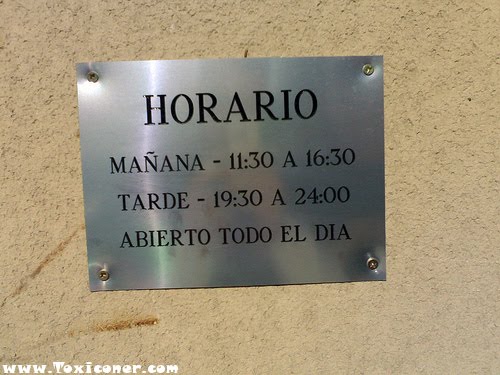 HORARIO
MAÑANA - 11:30 A 16:30
TARDE - 19:30 A 24:00
ABIERTO TODO EL DIA
www.Toxiconer.com